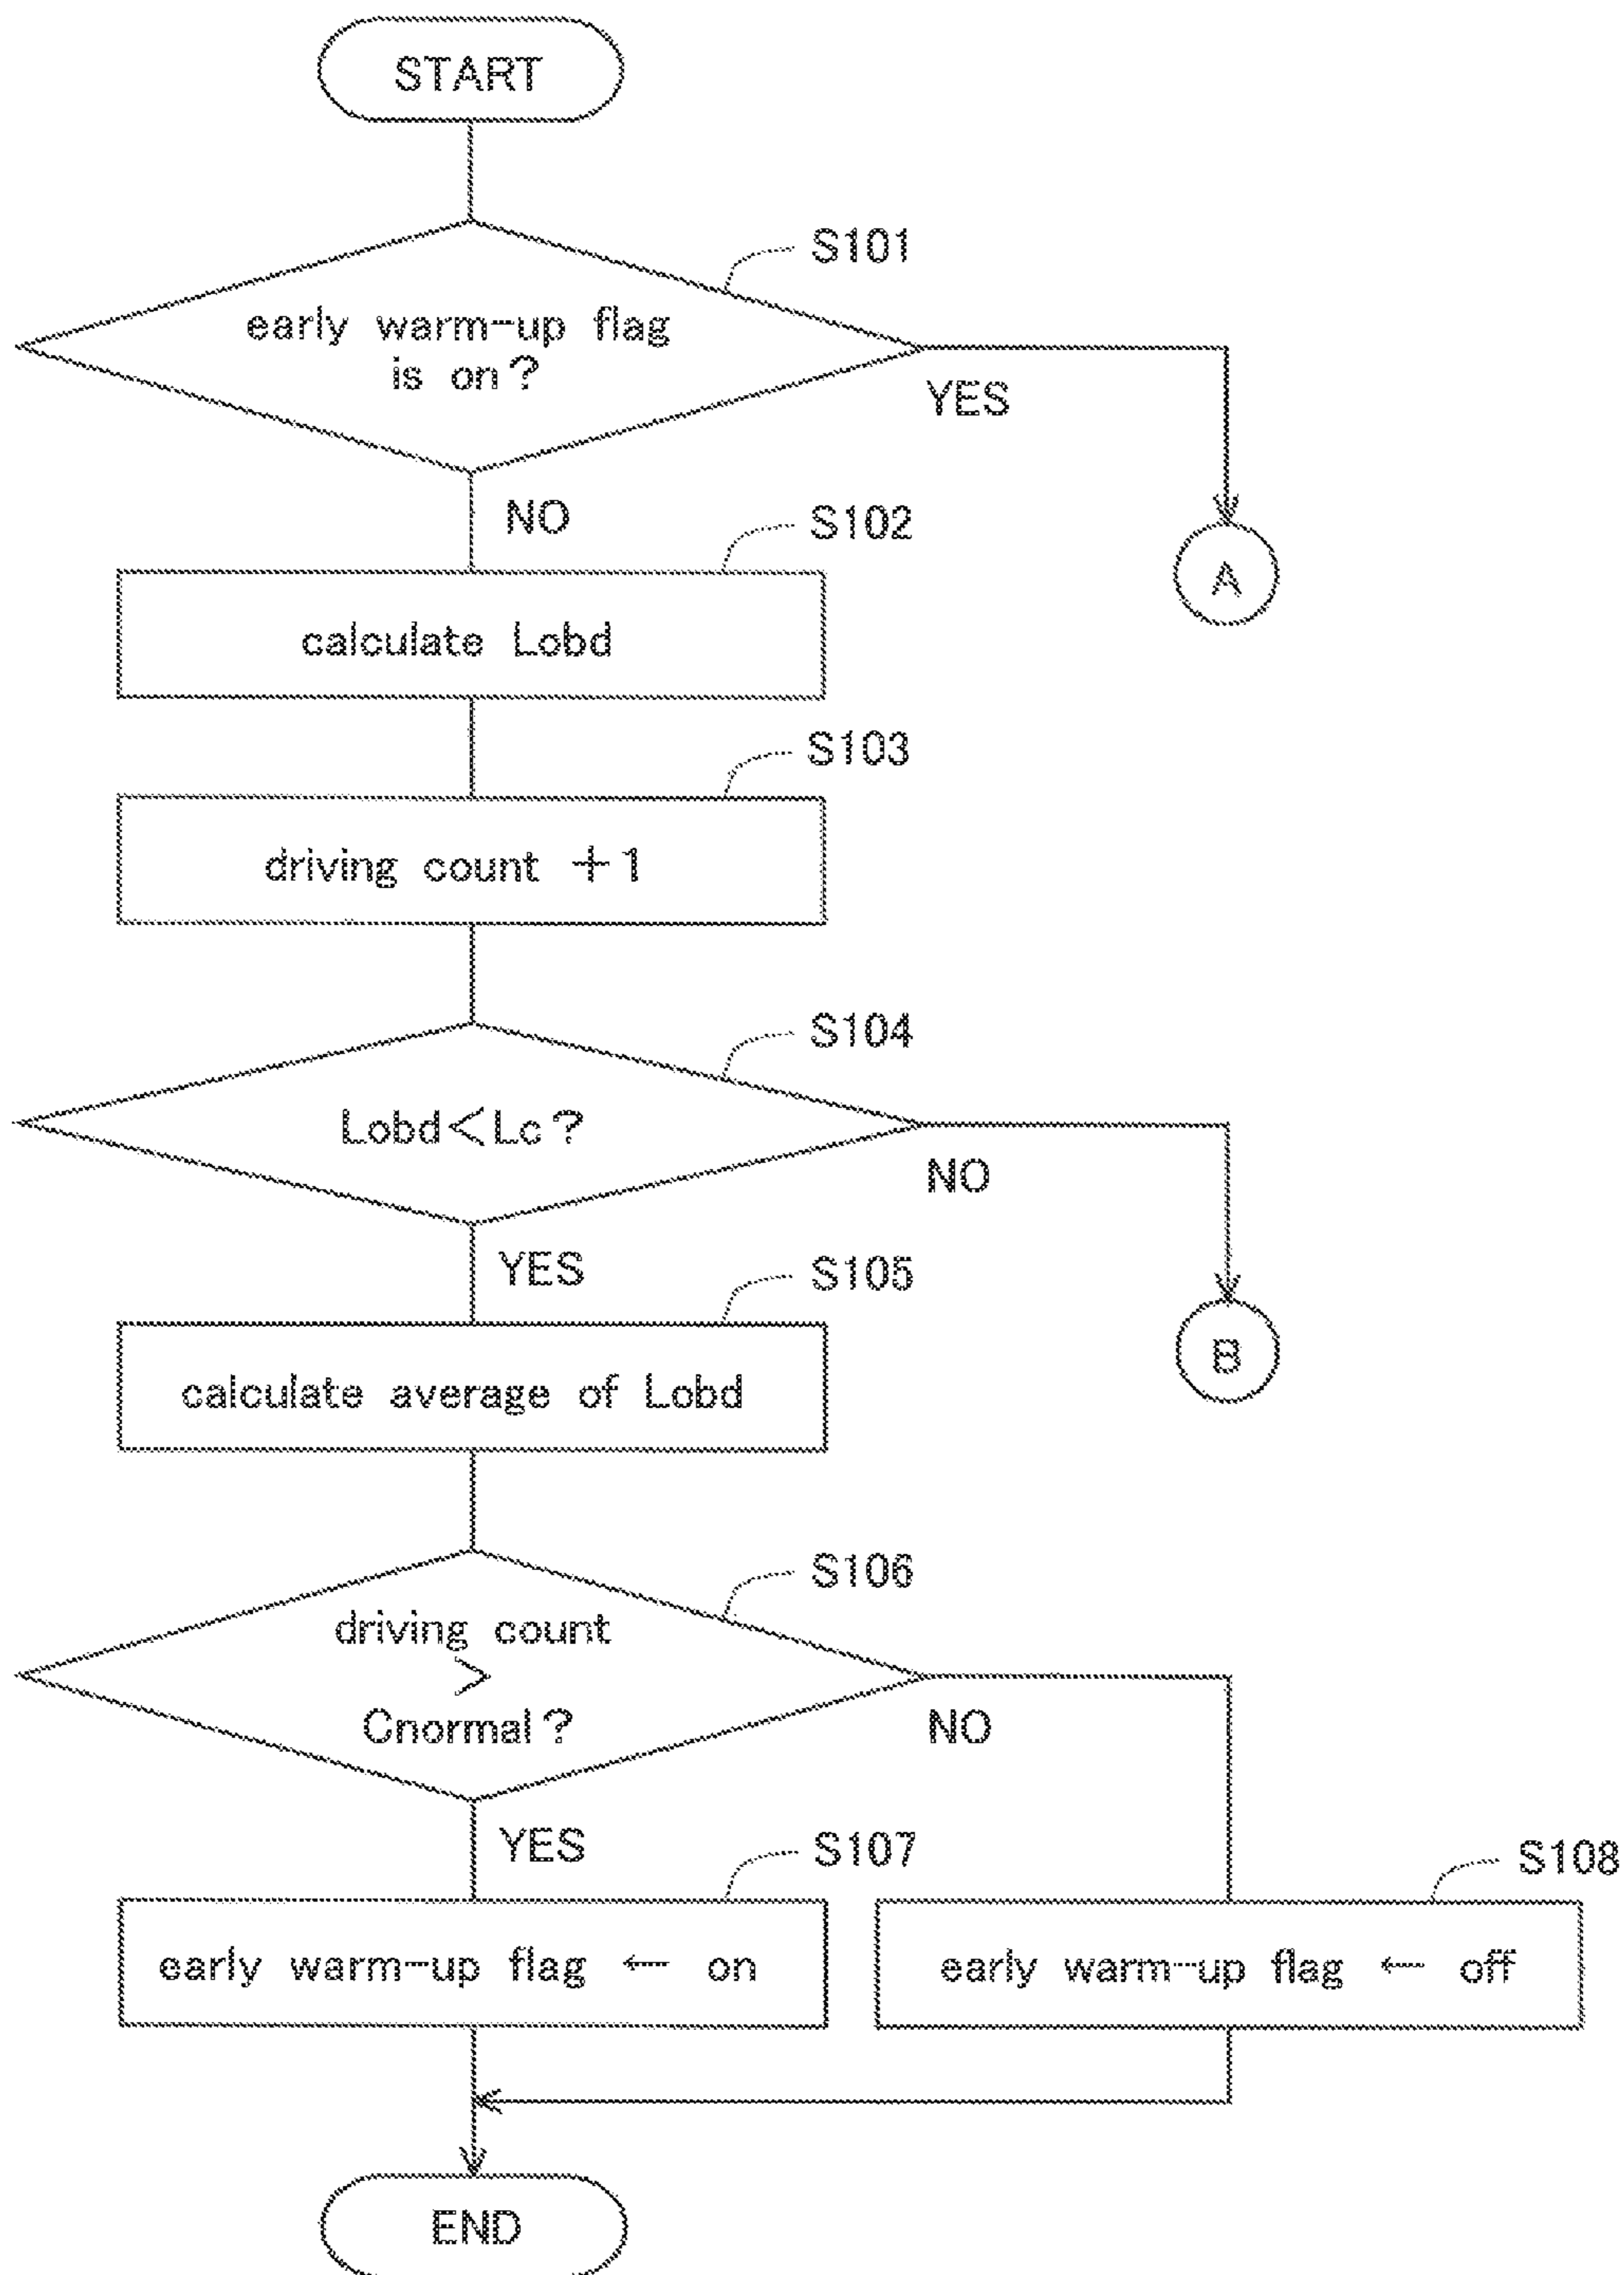 START
S101
early warm-up flag
is on?
YES
A
NO
S102
calculate Lobd
S103
driving count +1
S104
Lobd<Lc?
NO
B
YES
S105
calculate average of Lobd
S106
driving count
>
Cnormal?
NO
YES
S107
early warm-up flag ← on
S108
early warm-up flag ← off
END